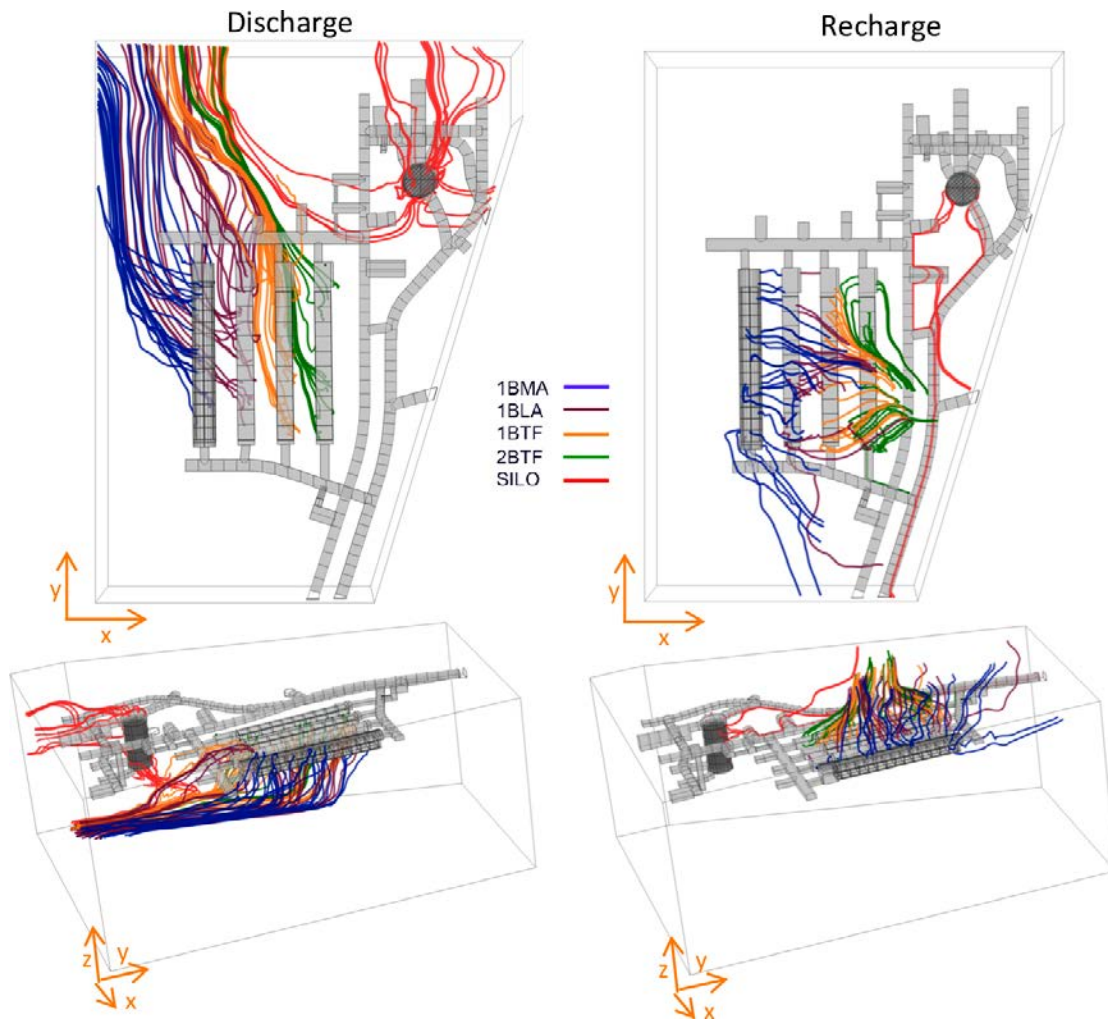 Discharge
Recharge
1BMA
1BLA
1BTF
2BTF
SILO
y
x
y
x
z
y
x
z
y
x